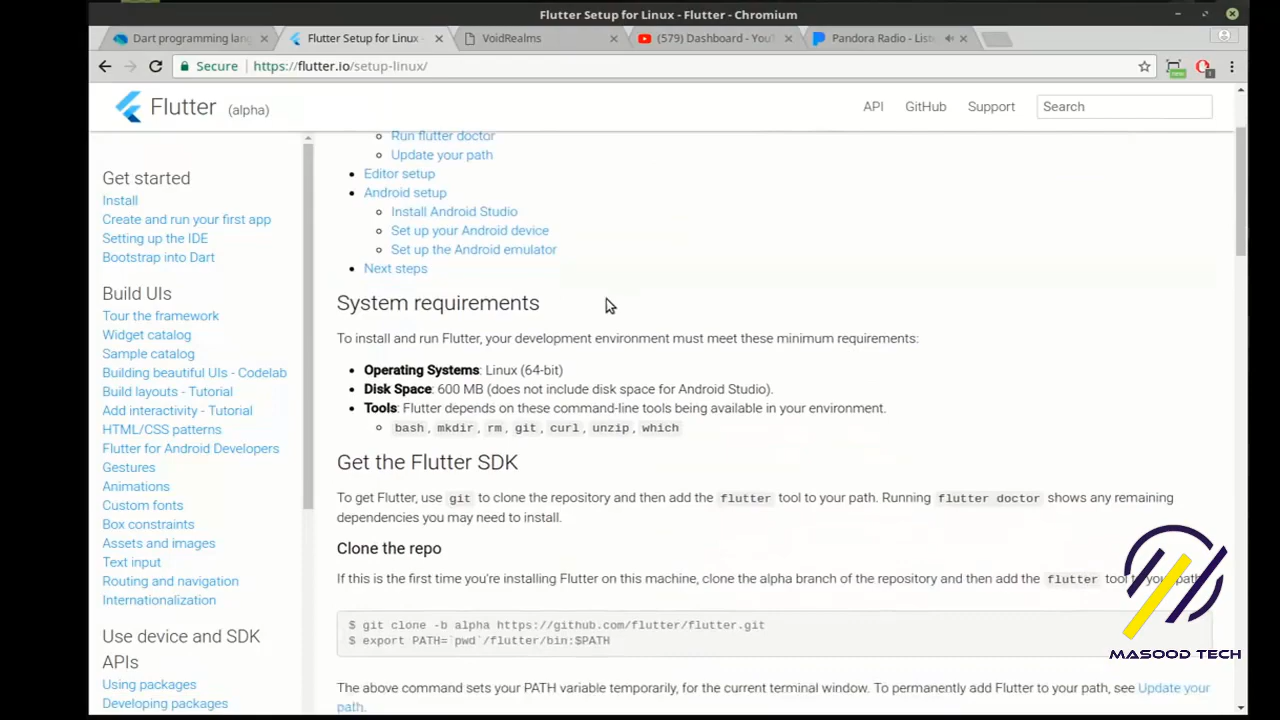 Flutter Setup for Linux - Flutter - Chromium
Dart programming lan
Flutter Setup for Linux -
VoidRealms
(579) Dashboard - You
Pandora Radio - List
Secure
https://flutter.io/setup-linux/
Flutter (alpha)
API
GitHub
Support
Search
Get started
Install
Create and run your first app
Setting up the IDE
Bootstrap into Dart
Build UIs
Tour the framework
Widget catalog
Sample catalog
Building beautiful UIs - Codelab
Build layouts - Tutorial
Add interactivity - Tutorial
HTML/CSS patterns
Flutter for Android Developers
Gestures
Animations
Custom fonts
Box constraints
Assets and images
Text input
Routing and navigation
Internationalization
Use device and SDK
APIs
Using packages
Developing packages
Run flutter doctor
Update your path
Editor setup
Android setup
Install Android Studio
Set up your Android device
Set up the Android emulator
Next steps
System requirements
To install and run Flutter, your development environment must meet these minimum requirements:
Operating Systems: Linux (64-bit)
Disk Space: 600 MB (does not include disk space for Android Studio).
Tools: Flutter depends on these command-line tools being available in your environment.
bash, mkdir, rm, git, curl, unzip, which
Get the Flutter SDK
To get Flutter, use git to clone the repository and then add the flutter tool to your path. Running flutter doctor shows any remaining
dependencies you may need to install.
Clone the repo
If this is the first time you're installing Flutter on this machine, clone the alpha branch of the repository and then add the flutter tool to your path
$ git clone -b alpha https://github.com/flutter/flutter.git
$ export PATH=`pwd`/flutter/bin:$PATH
The above command sets your PATH variable temporarily, for the current terminal window. To permanently add Flutter to your path, see Update your
path.
MASOOD TECH